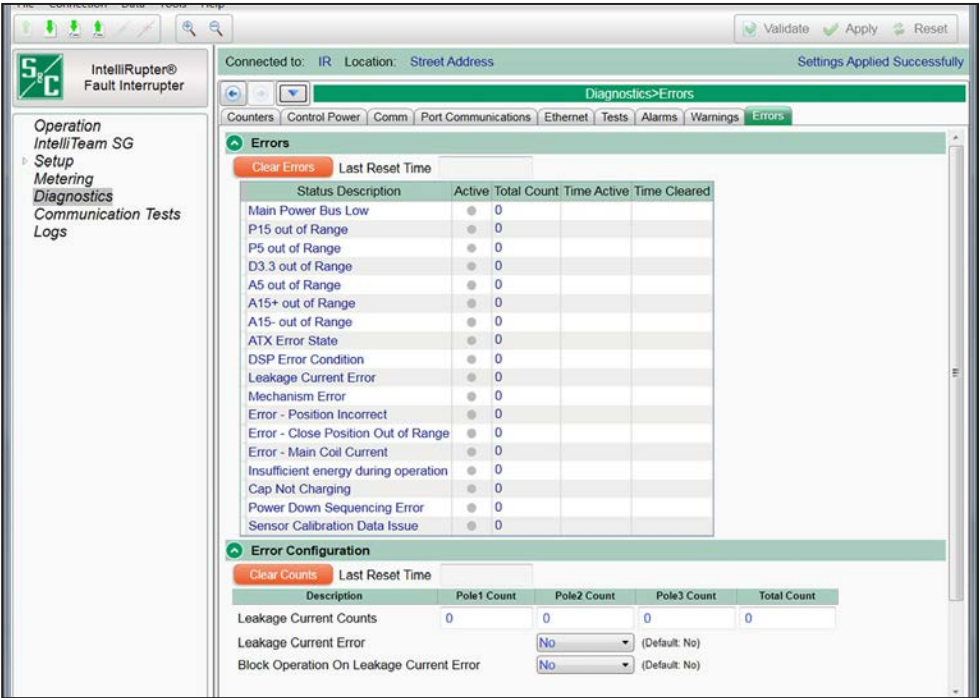 File Connection Data Tools Help
Validate Apply Reset
S&C IntelliRupter®
Fault Interrupter
Operation
IntelliTeam SG
Setup
Metering
Diagnostics
Communication Tests
Logs
Connected to: IR Location: Street Address Settings Applied Successfully
Diagnostics>Errors
Counters Control Power Comm Port Communications Ethernet Tests Alarms Warnings Errors
Errors
Clear Errors Last Reset Time
Status Description Active Total Count Time Active Time Cleared
Main Power Bus Low 0
P15 out of Range 0
P5 out of Range 0
D3.3 out of Range 0
A5 out of Range 0
A15+ out of Range 0
A15- out of Range 0
ATX Error State 0
DSP Error Condition 0
Leakage Current Error 0
Mechanism Error 0
Error - Position Incorrect 0
Error - Close Position Out of Range 0
Error - Main Coil Current 0
Insufficient energy during operation 0
Cap Not Charging 0
Power Down Sequencing Error 0
Sensor Calibration Data Issue 0
Error Configuration
Clear Counts Last Reset Time
Description Pole1 Count Pole2 Count Pole3 Count Total Count
Leakage Current Counts 0 0 0 0
Leakage Current Error No (Default: No)
Block Operation On Leakage Current Error No (Default: No)